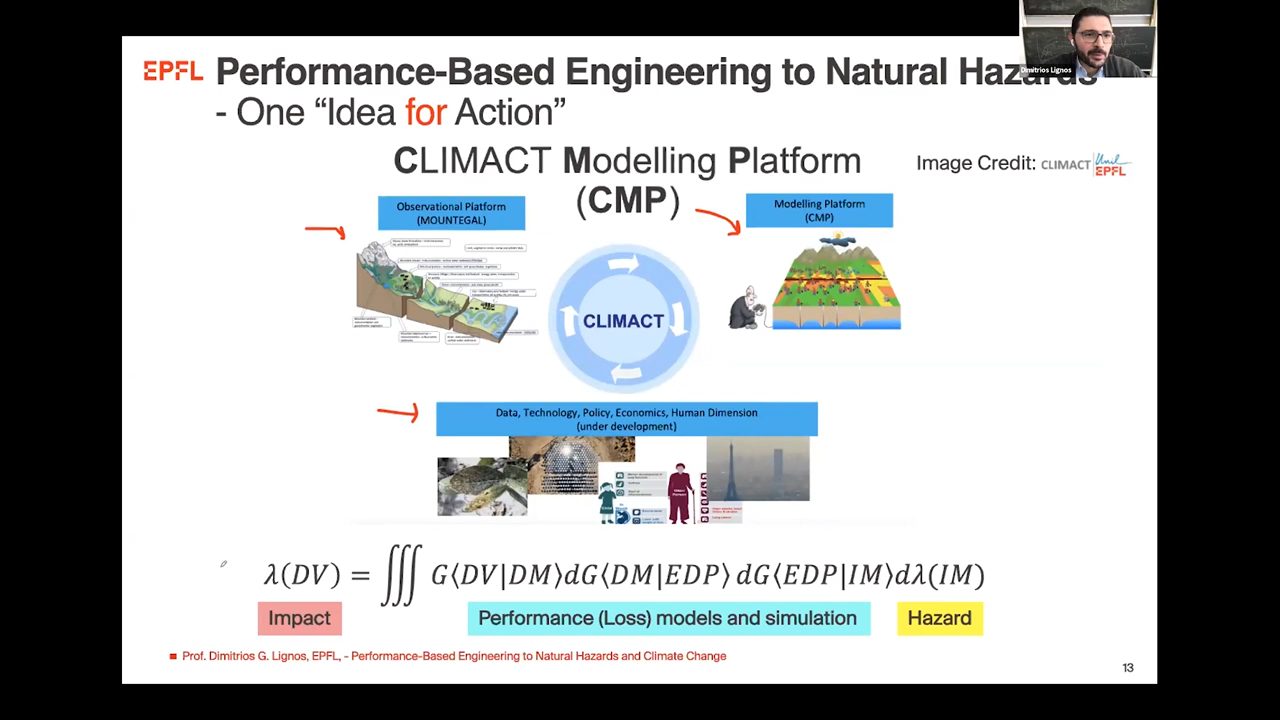 Dimitrios Lignos
EPFL Performance-Based Engineering to Natural Hazards
- One “Idea for Action”
CLIMACT Modelling Platform
(CMP)
Image Credit: CLIMACT Unil EPFL
Observational Platform
(MOUNTEGAL)
Modelling Platform
(CMP)
CLIMACT
Data, Technology, Policy, Economics, Human Dimension
(under development)
λ(DV) = ∭ G⟨DV|DM⟩dG⟨DM|EDP⟩ dG⟨EDP|IM⟩dλ(IM)
Impact
Performance (Loss) models and simulation
Hazard
Prof. Dimitrios G. Lignos, EPFL, - Performance-Based Engineering to Natural Hazards and Climate Change
13